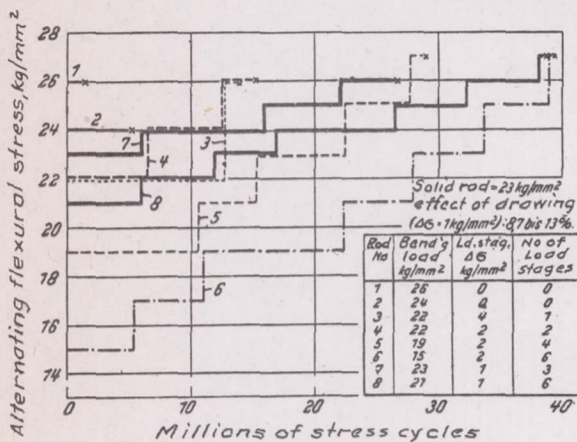 Alternating flexural stress, kg/mm²
28
26
24
22
20
18
16
14
1
2
7
4
3
8
5
6
Solid rod = 23 kg/mm²
effect of drawing
(ΔG = 1 kg/mm²): 8,7 bis 13%.
Rod No Bend'g load kg/mm² Ld. stag. ΔG kg/mm² No of Load stages
1 26 0 0
2 24 0 0
3 22 4 1
4 22 2 2
5 19 2 4
6 15 2 6
7 23 1 3
8 21 1 6
0 10 20 30 40
Millions of stress cycles